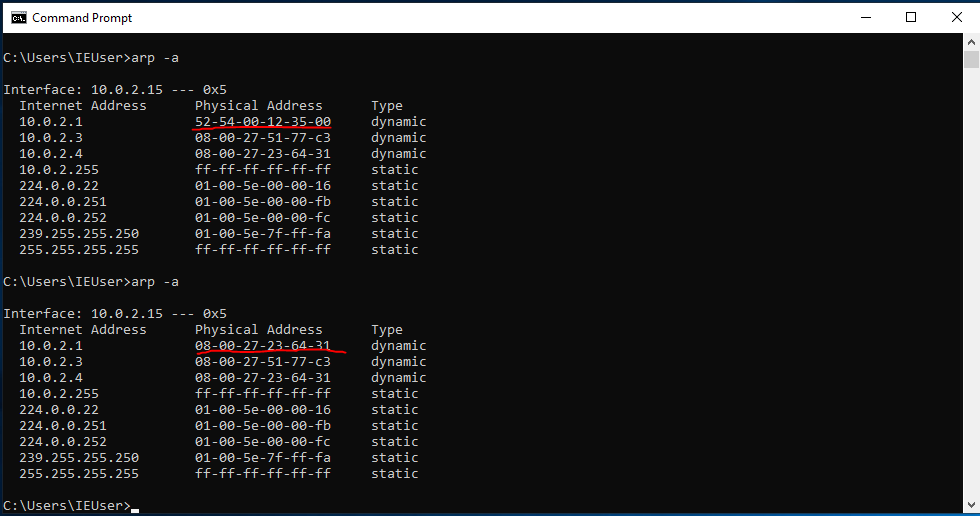 Command Prompt
C:\Users\IEUser>arp -a
Interface: 10.0.2.15 --- 0x5
Internet Address Physical Address Type
10.0.2.1 52-54-00-12-35-00 dynamic
10.0.2.3 08-00-27-51-77-c3 dynamic
10.0.2.4 08-00-27-23-64-31 dynamic
10.0.2.255 ff-ff-ff-ff-ff-ff static
224.0.0.22 01-00-5e-00-00-16 static
224.0.0.251 01-00-5e-00-00-fb static
224.0.0.252 01-00-5e-00-00-fc static
239.255.255.250 01-00-5e-7f-ff-fa static
255.255.255.255 ff-ff-ff-ff-ff-ff static
C:\Users\IEUser>arp -a
Interface: 10.0.2.15 --- 0x5
Internet Address Physical Address Type
10.0.2.1 08-00-27-23-64-31 dynamic
10.0.2.3 08-00-27-51-77-c3 dynamic
10.0.2.4 08-00-27-23-64-31 dynamic
10.0.2.255 ff-ff-ff-ff-ff-ff static
224.0.0.22 01-00-5e-00-00-16 static
224.0.0.251 01-00-5e-00-00-fb static
224.0.0.252 01-00-5e-00-00-fc static
239.255.255.250 01-00-5e-7f-ff-fa static
255.255.255.255 ff-ff-ff-ff-ff-ff static
C:\Users\IEUser>